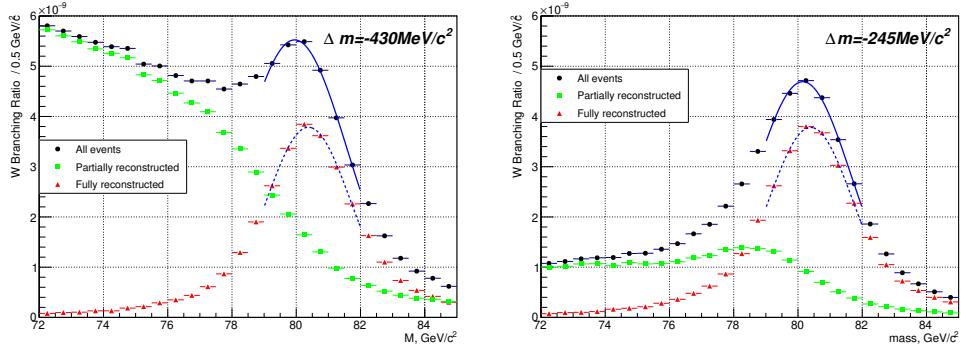 ×10⁻⁹
Δ m=-430MeV/c²
W Branching Ratio / 0.5 GeV/c²
6
5
4
3
2
1
0
All events
Partially reconstructed
Fully reconstructed
72 74 76 78 80 82 84
M, GeV/c²
×10⁻⁹
Δ m=-245MeV/c²
W Branching Ratio / 0.5 GeV/c²
6
5
4
3
2
1
0
All events
Partially reconstructed
Fully reconstructed
72 74 76 78 80 82 84
mass, GeV/c²